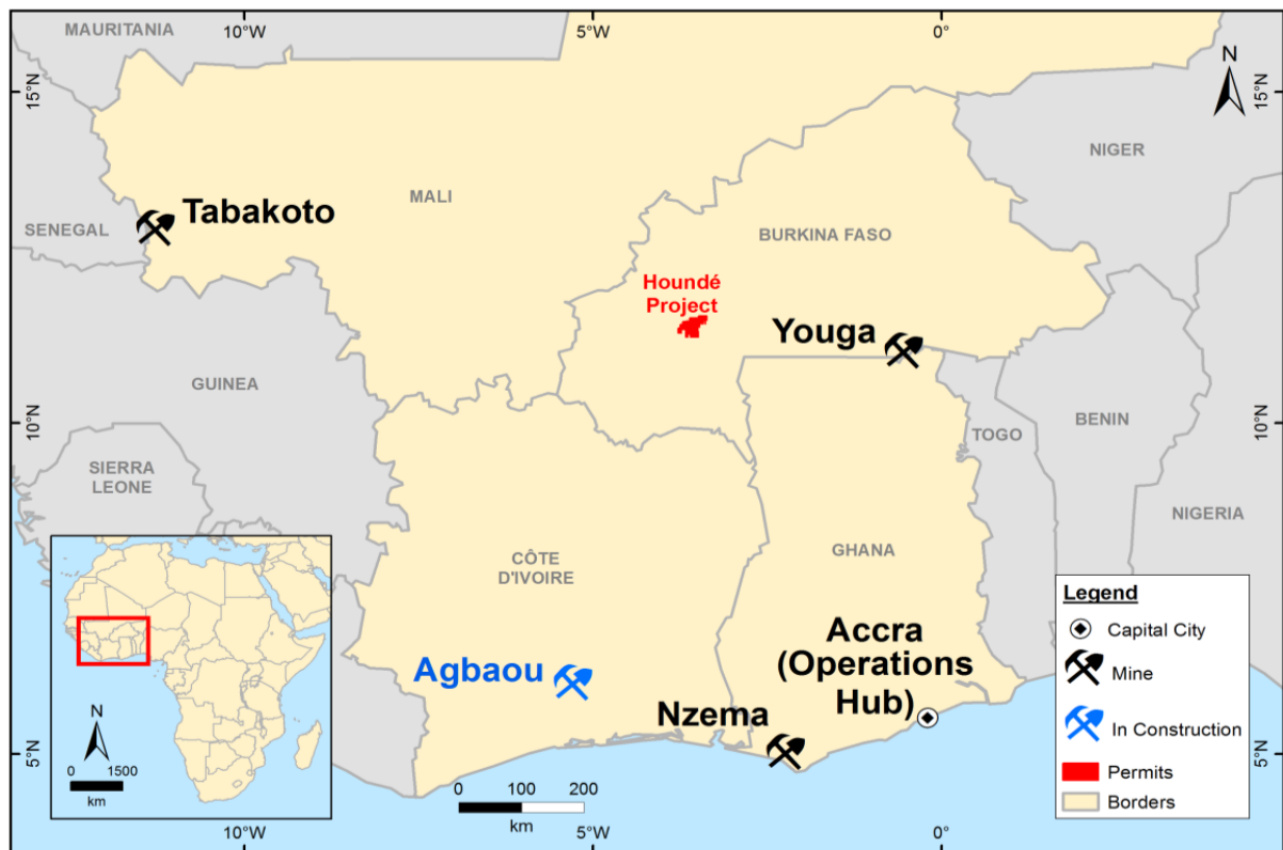 MAURITANIA
10°W
5°W
0°
N
15°N
15°N
NIGER
MALI
Tabakoto
SENEGAL
BURKINA FASO
Houndé
Project
Youga
GUINEA
10°N
10°N
BENIN
TOGO
SIERRA
LEONE
NIGERIA
CÔTE
D'IVOIRE
GHANA
Legend
Capital City
Mine
In Construction
Permits
Borders
Accra
(Operations
Hub)
Agbaou
Nzema
N
0 1500
km
5°N
5°N
0 100 200
km
10°W
5°W
0°